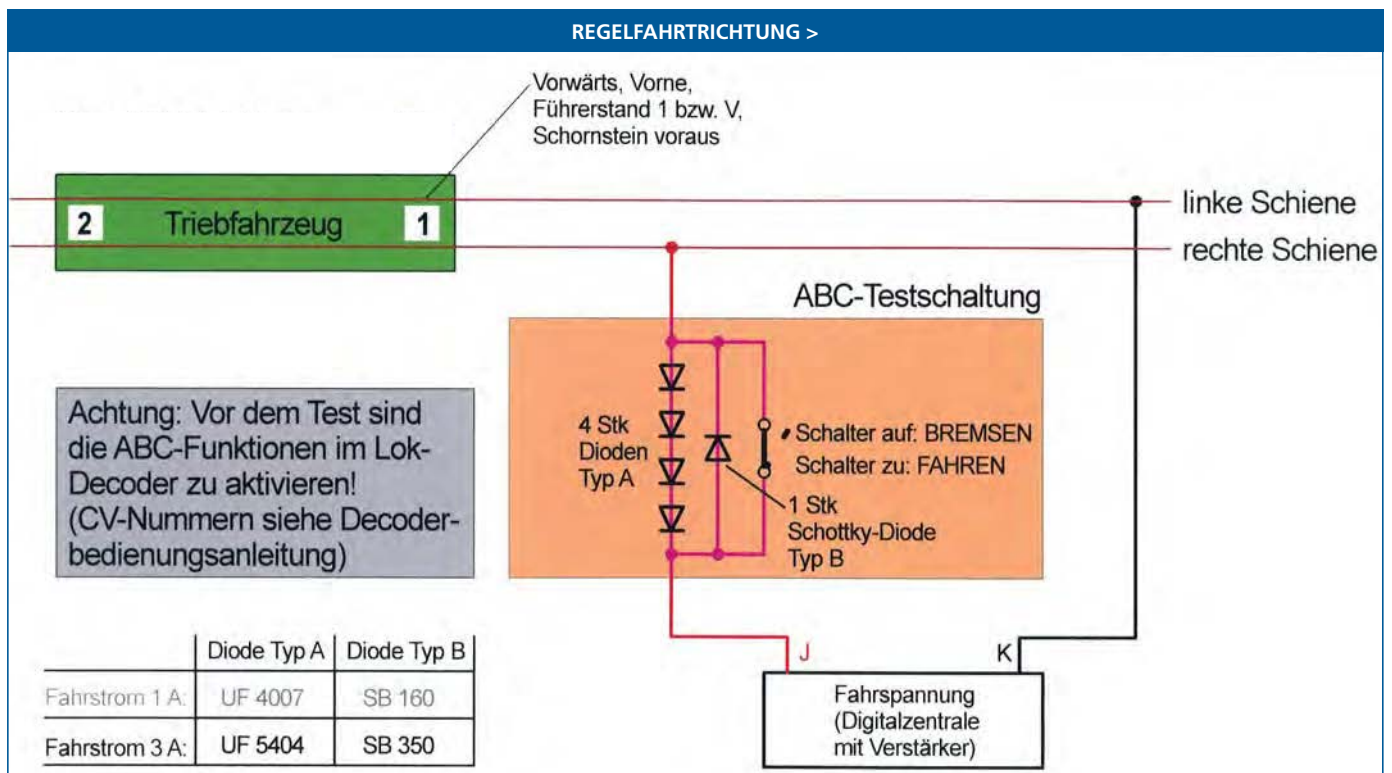 REGELFAHRTRICHTUNG >
Vorwärts, Vorne,
Führerstand 1 bzw. V,
Schornstein voraus
2 Triebfahrzeug 1
linke Schiene
rechte Schiene
ABC-Testschaltung
Achtung: Vor dem Test sind
die ABC-Funktionen im Lok-
Decoder zu aktivieren!
(CV-Nummern siehe Decoder-
bedienungsanleitung)
4 Stk
Dioden
Typ A
Schalter auf: BREMSEN
Schalter zu: FAHREN
1 Stk
Schottky-Diode
Typ B
Diode Typ A Diode Typ B
Fahrstrom 1 A: UF 4007 SB 160
Fahrstrom 3 A: UF 5404 SB 350
J K
Fahrspannung
(Digitalzentrale
mit Verstärker)